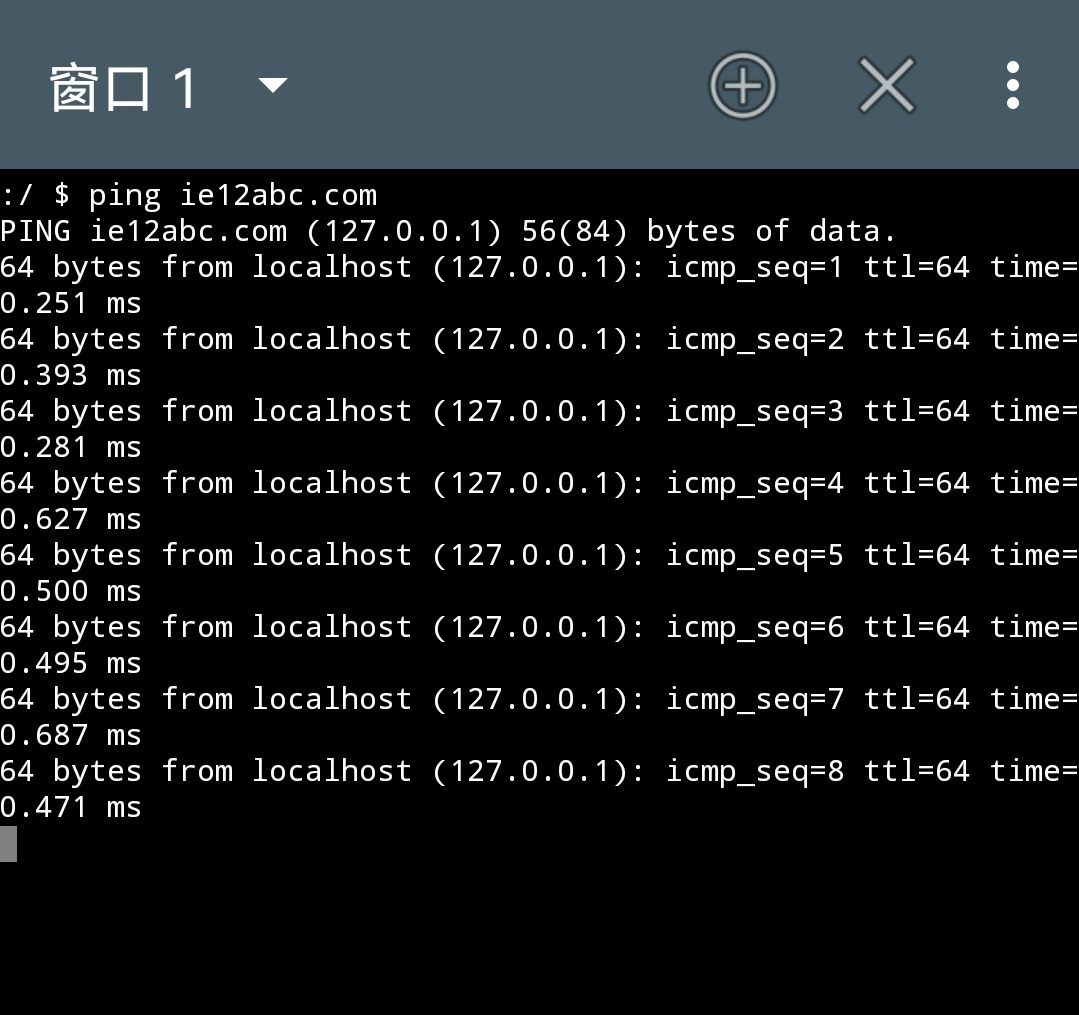 窗口 1
:/ $ ping ie12abc.com
PING ie12abc.com (127.0.0.1) 56(84) bytes of data.
64 bytes from localhost (127.0.0.1): icmp_seq=1 ttl=64 time=
0.251 ms
64 bytes from localhost (127.0.0.1): icmp_seq=2 ttl=64 time=
0.393 ms
64 bytes from localhost (127.0.0.1): icmp_seq=3 ttl=64 time=
0.281 ms
64 bytes from localhost (127.0.0.1): icmp_seq=4 ttl=64 time=
0.627 ms
64 bytes from localhost (127.0.0.1): icmp_seq=5 ttl=64 time=
0.500 ms
64 bytes from localhost (127.0.0.1): icmp_seq=6 ttl=64 time=
0.495 ms
64 bytes from localhost (127.0.0.1): icmp_seq=7 ttl=64 time=
0.687 ms
64 bytes from localhost (127.0.0.1): icmp_seq=8 ttl=64 time=
0.471 ms